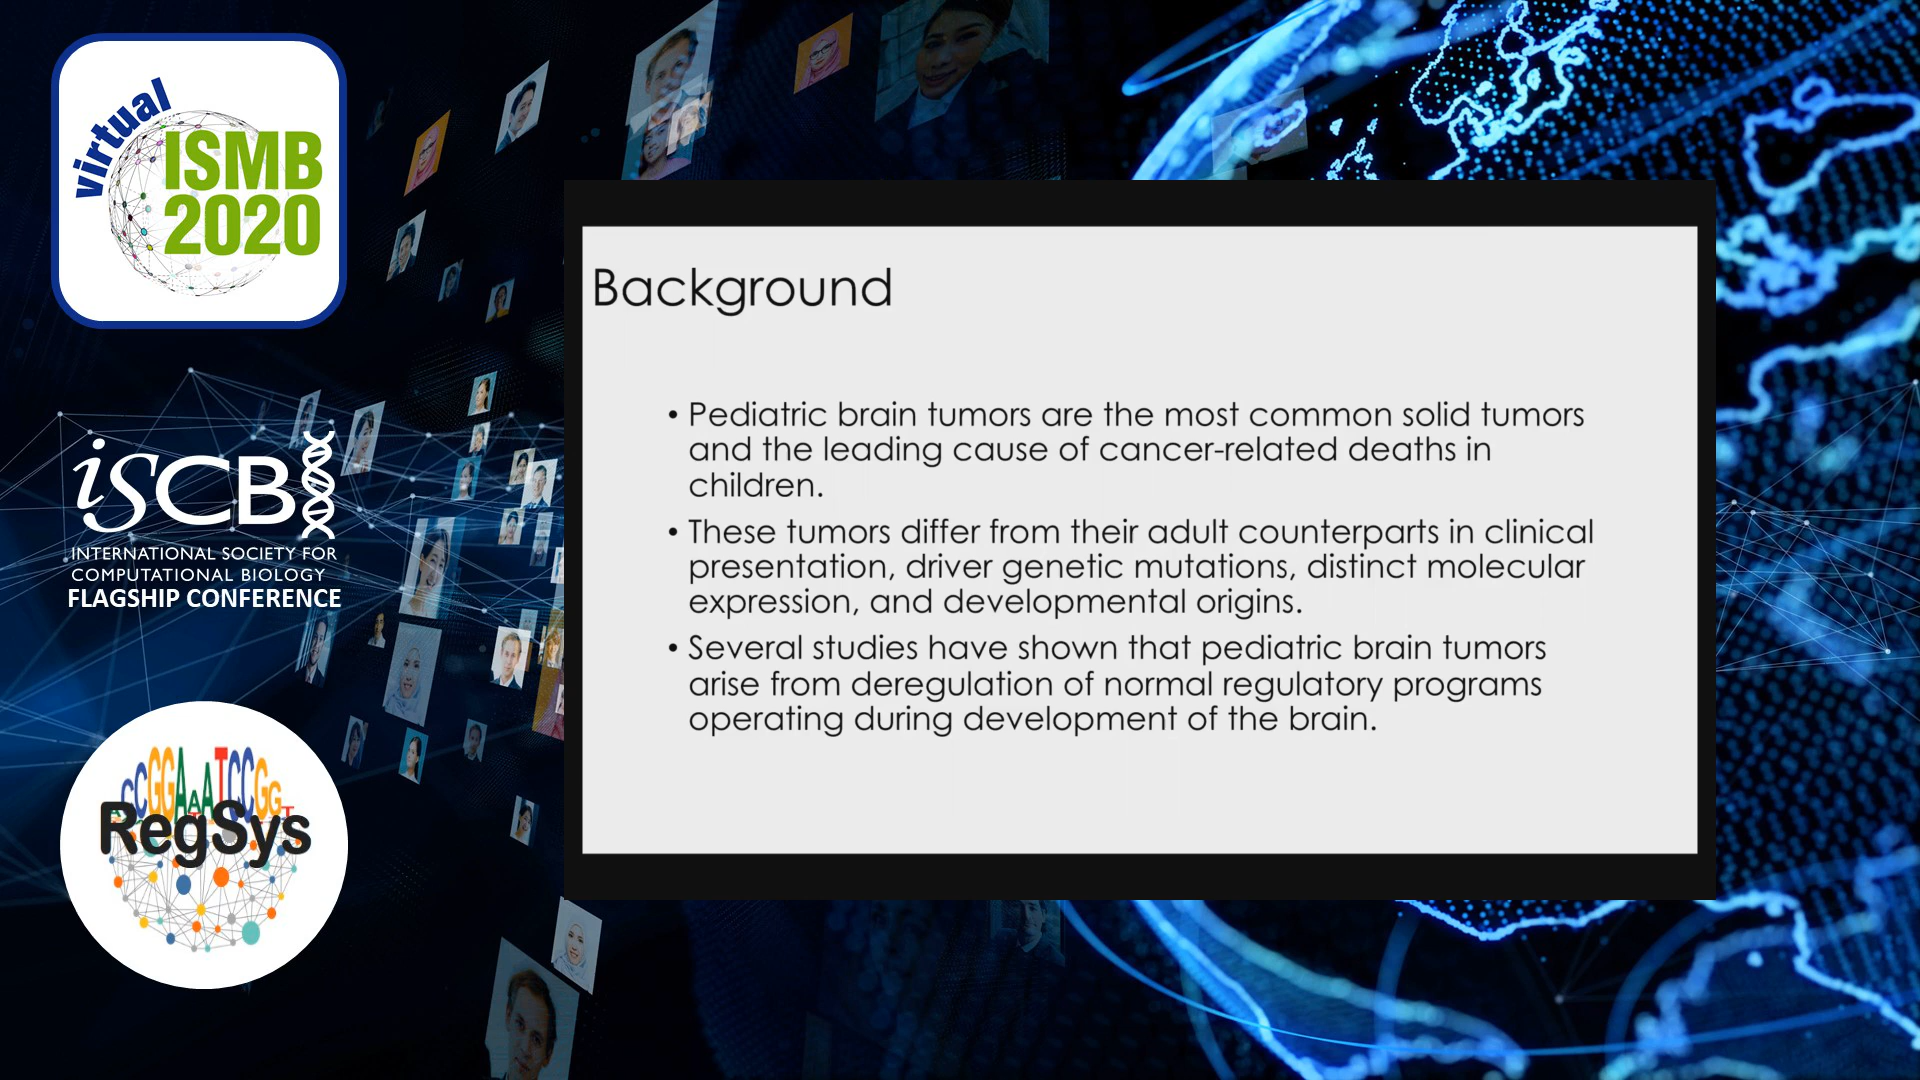 virtual
ISMB
2020
iSCB
INTERNATIONAL SOCIETY FOR
COMPUTATIONAL BIOLOGY
FLAGSHIP CONFERENCE
ACCGGAAATCCGGT
RegSys
Background
• Pediatric brain tumors are the most common solid tumors
and the leading cause of cancer-related deaths in
children.
• These tumors differ from their adult counterparts in clinical
presentation, driver genetic mutations, distinct molecular
expression, and developmental origins.
• Several studies have shown that pediatric brain tumors
arise from deregulation of normal regulatory programs
operating during development of the brain.